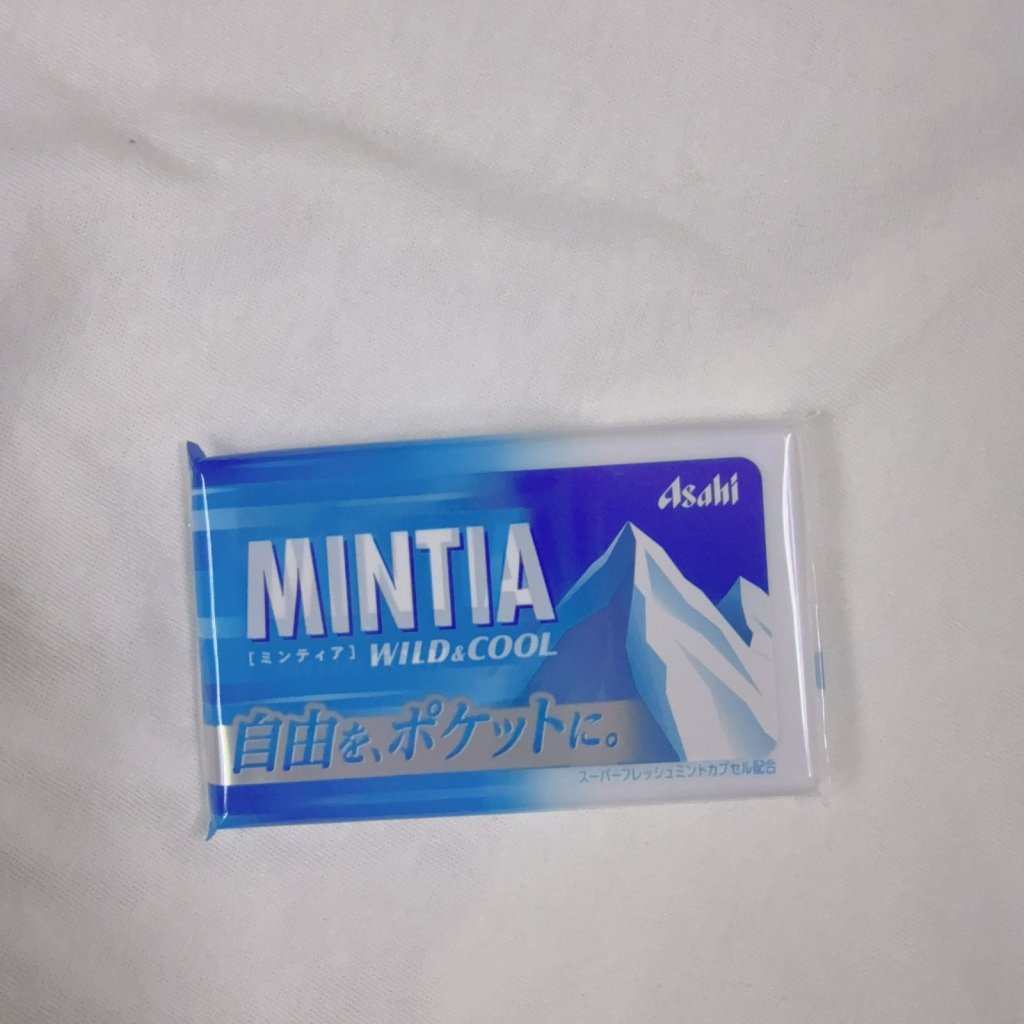 Asahi
MINTIA
[ミンティア] WILD&COOL
自由を、ポケットに。
スーパーフレッシュミントカプセル配合